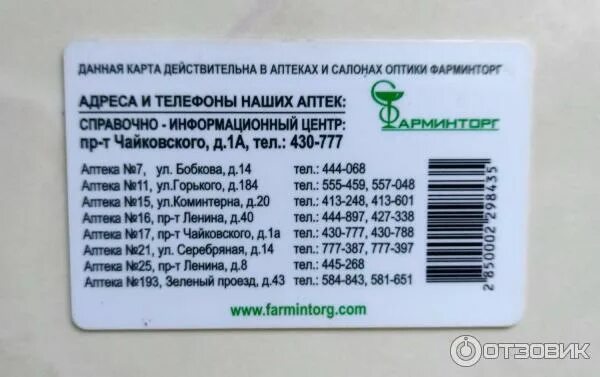 ДАННАЯ КАРТА ДЕЙСТВИТЕЛЬНА В АПТЕКАХ И САЛОНАХ ОПТИКИ ФАРМИНТОРГ
АДРЕСА И ТЕЛЕФОНЫ НАШИХ АПТЕК:
СПРАВОЧНО - ИНФОРМАЦИОННЫЙ ЦЕНТР:
пр-т Чайковского, д.1А, тел.: 430-777
ФАРМИНТОРГ
Аптека №7, ул. Бобкова, д.14 тел.: 444-068
Аптека №11, ул.Горького, д.184 тел.: 555-459, 557-048
Аптека №15, ул.Коминтерна, д.20 тел.: 413-248, 413-601
Аптека №16, пр-т Ленина, д.40 тел.: 444-897, 427-338
Аптека №17, пр-т Чайковского, д.1а тел.: 430-777, 430-788
Аптека №21, ул. Серебряная, д.14 тел.: 777-387, 777-397
Аптека №25, пр-т Ленина, д.8 тел.: 445-268
Аптека №193, Зеленый проезд, д.43 тел.: 584-843, 581-651
2 850002 298435
www.farmintorg.com
ОТЗОВИК